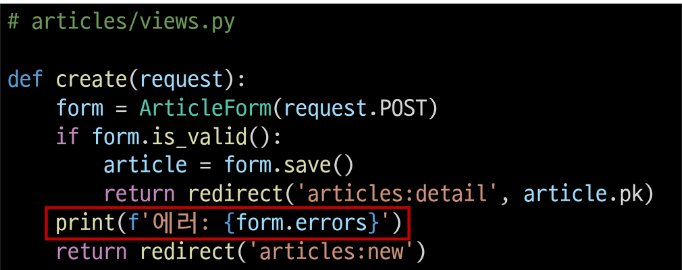 # articles/views.py
def create(request):
    form = ArticleForm(request.POST)
    if form.is_valid():
        article = form.save()
        return redirect('articles:detail', article.pk)
    print(f'에러: {form.errors}')
    return redirect('articles:new')